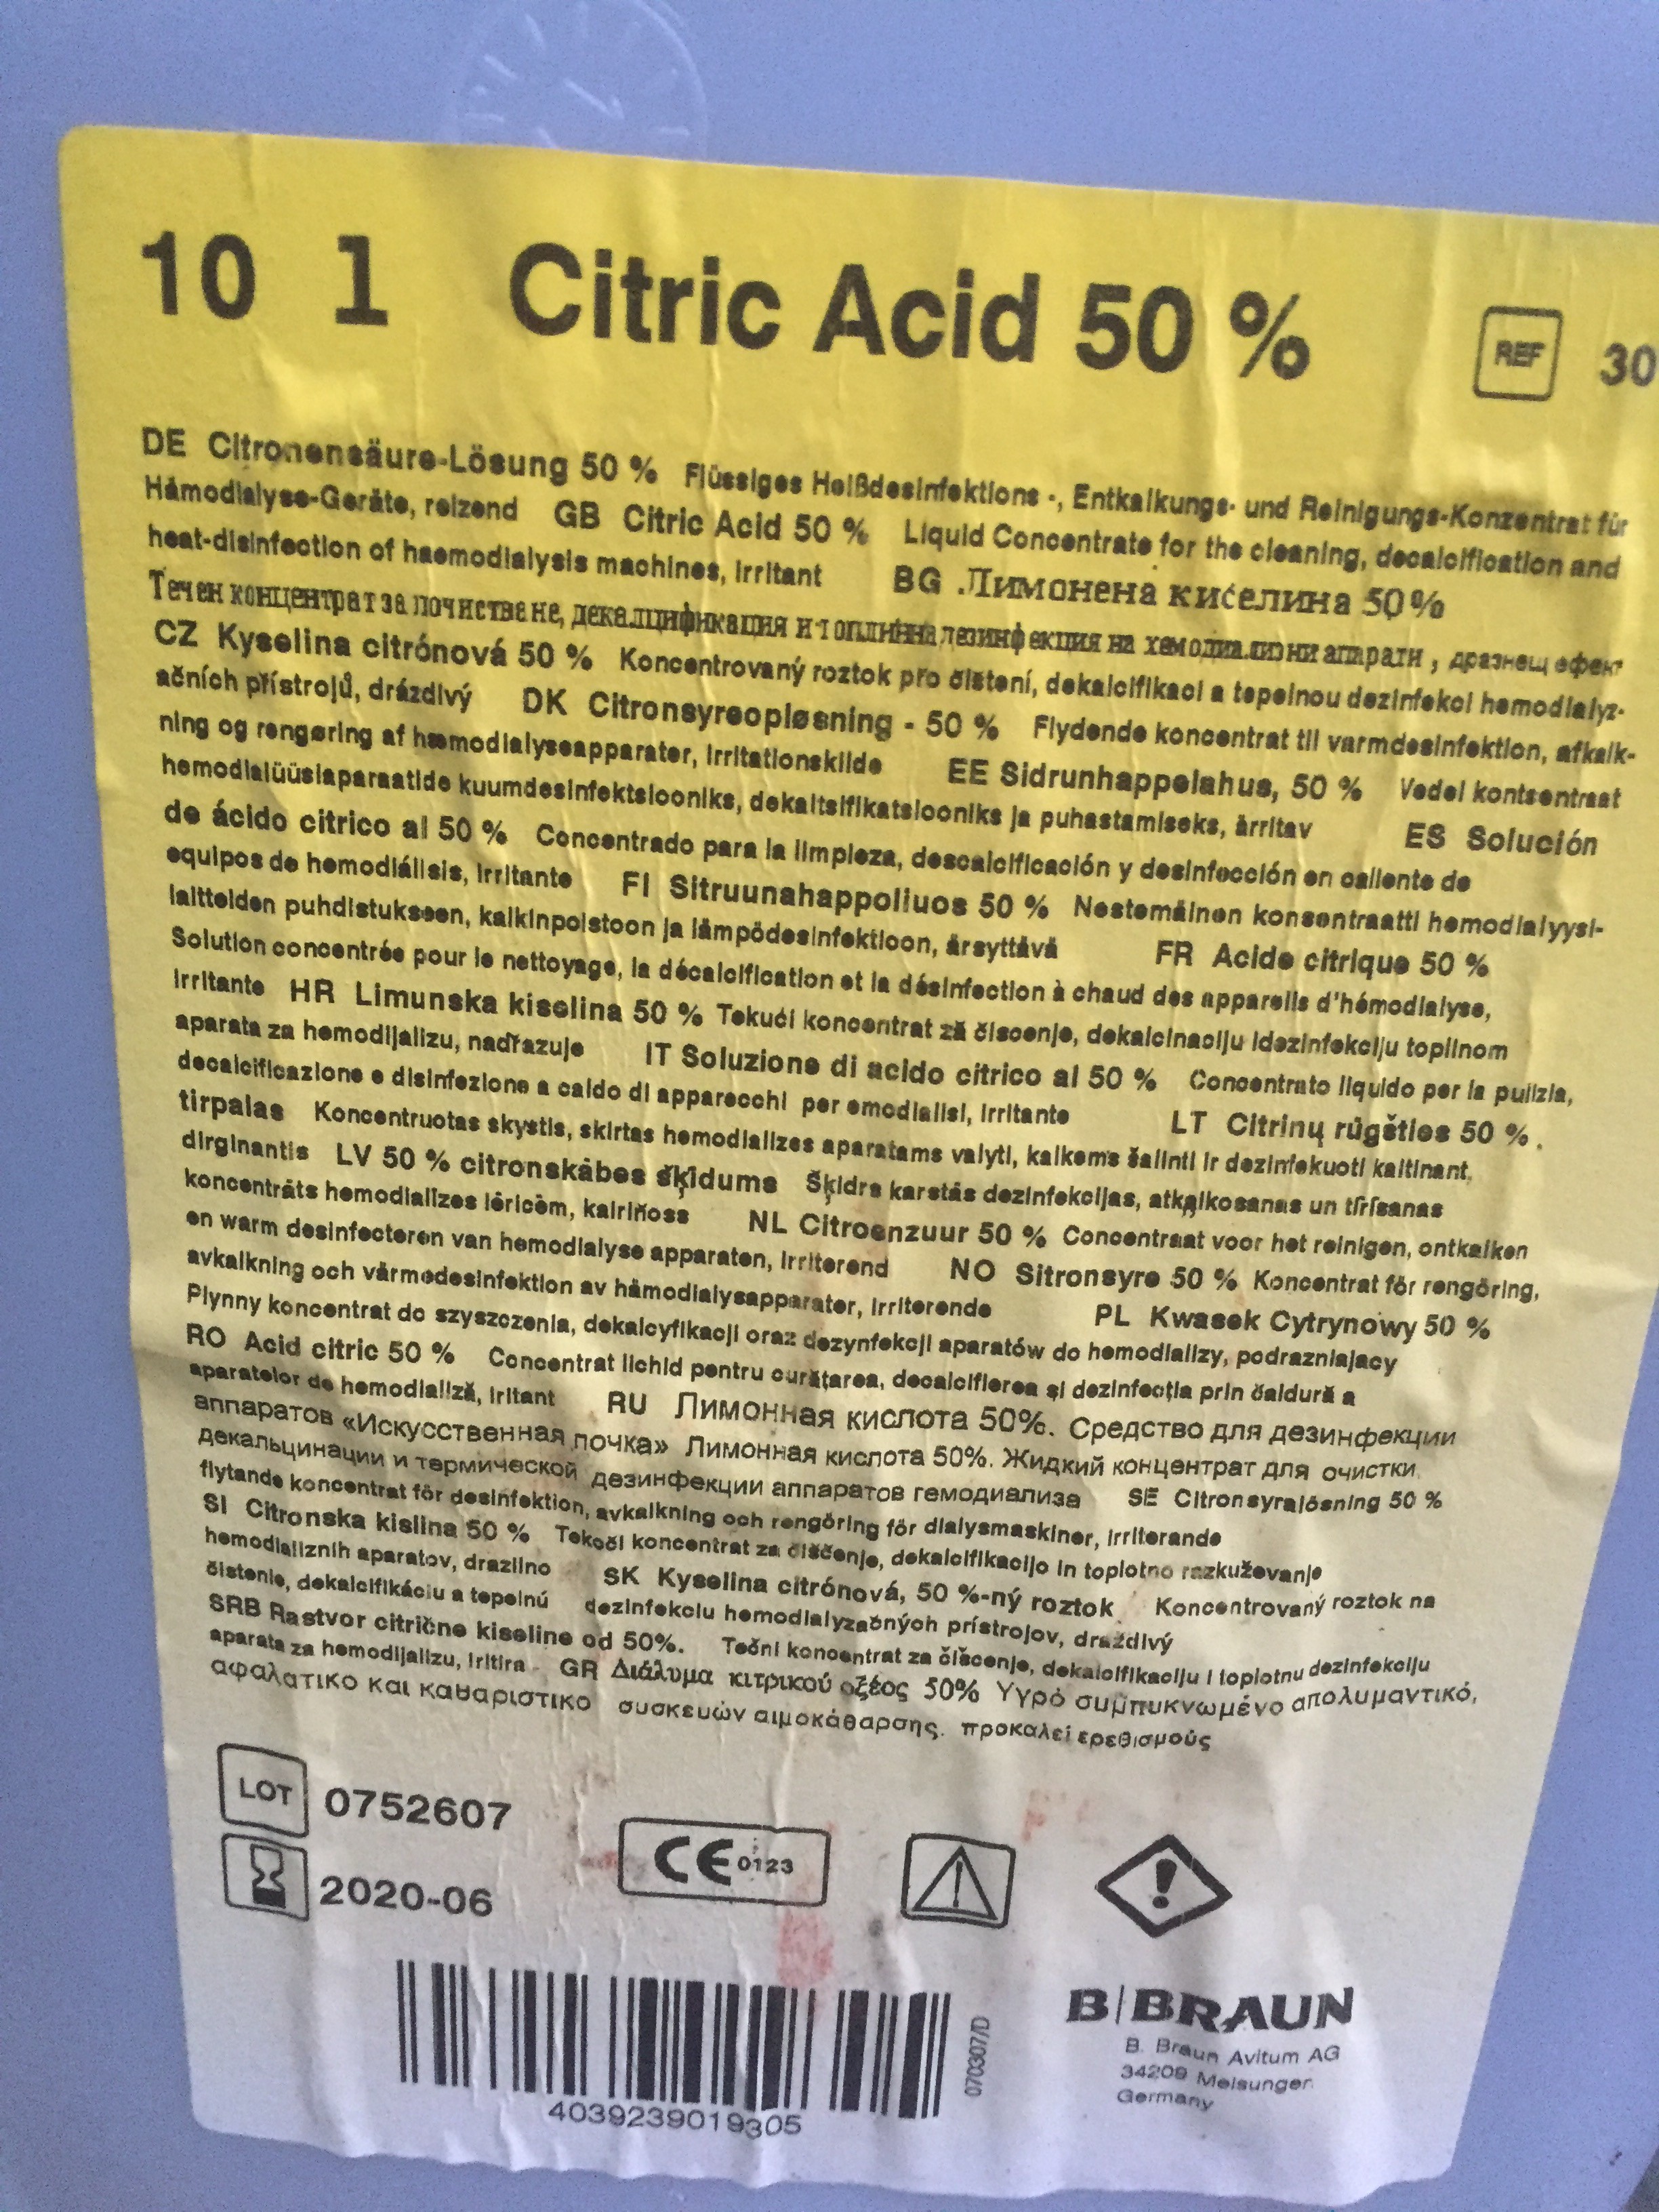 10 l Citric Acid 50 % REF 30
DE Citronensäure-Lösung 50 % Flüssiges Heißdesinfektions -, Entkalkungs- und Reinigungs-Konzentrat für
Hämodialyse-Geräte, reizend GB Citric Acid 50 % Liquid Concentrate for the cleaning, decalcification and
heat-disinfection of haemodialysis machines, irritant BG Лимонена киселина 50%
Течен концентрат за почистване, декалцификация и топлинна дезинфекция на хемодиализни апарати , дразнещ ефект
CZ Kyselina citrónová 50 % Koncentrovaný roztok pro čistení, dekalcifikaci a tepelnou dezinfekci hemodialyz-
ačních přístrojů, drázdivý DK Citronsyreopløsning - 50 % Flydende koncentrat til varmdesinfektion, afkalk-
ning og rengøring af hæmodialyseapparater, irritationskilde EE Sidrunhappelahus, 50 % Vedel kontsentraat
hemodialüüsiaparaatide kuumdesinfektsiooniks, dekaltsifikatsiooniks ja puhastamiseks, ärritav ES Solución
de ácido citrico al 50 % Concentrado para la limpieza, descalcificación y desinfección en caliente de
equipos de hemodiálisis, irritante FI Sitruunahappoliuos 50 % Nestemäinen konsentraatti hemodialyysi-
laitteiden puhdistukseen, kalkinpoistoon ja lämpödesinfektioon, ärsyttävä FR Acide citrique 50 %
Solution concentrée pour le nettoyage, la décalcification et la désinfection à chaud des appareils d'hémodialyse,
irritante HR Limunska kiselina 50 % Tekući koncentrat ză čiscenje, dekalcinaciju idezinfekciju toplinom
aparata za hemodijalizu, nadřazuje IT Soluzione di acido citrico al 50 % Concentrato liquido per la pulizia,
decalcificazione e disinfezione a caldo di apparecchi per emodialisi, irritante LT Citrinų rūgšties 50 % .
tirpalas Koncentruotas skystis, skirtas hemodializes aparatams valyti, kalkems šalinti ir dezinfekuoti kaitinant,
dirginantis LV 50 % citronskābes šķīdums Šķidrs karstās dezinfekcijas, atkaļkosanas un tīrīsanas
koncentrāts hemodialīzes iericēm, kairiňoss NL Citroenzuur 50 % Concentraat voor het reinigen, ontkalken
en warm desinfecteren van hemodialyse apparaten, irriterend NO Sitronsyre 50 % Koncentrat för rengöring,
avkalkning och värmedesinfektion av hämodialysapparater, irriterende PL Kwasek Cytrynowy 50 %
Plynny koncentrat do szyszczenia, dekalcyfikacji oraz dezynfekcji aparatów do hemodializy, podrazniajacy
RO Acid citric 50 % Concentrat lichid pentru curățarea, decalcifierea și dezinfecția prin čaldură a
aparatelor de hemodializă, iritant RU Лимонная кислота 50%. Средство для дезинфекции
аппаратов «Искусственная почка» Лимонная кислота 50%. Жидкий концентрат для очистки
декальцинации и термической дезинфекции аппаратов гемодиализа SE Citronsyralösning 50 %
flytande koncentrat för desinfektion, avkalkning och rengöring för dialysmaskiner, irriterande
SI Citronska kislina 50 % Tekoči koncentrat za čiščenje, dekalcifikacijo in toplotno razkuževanje
hemodializnih aparatov, drazilno SK Kyselina citrónová, 50 %-ný roztok Koncentrovaný roztok na
čistenie, dekalcifikáciu a tepelnú dezinfekciu hemodialyzačných prístrojov, draždivý
SRB Rastvor citrične kiseline od 50%. Tečni koncentrat za čišcenje, dekalcifikaciju i toplotnu dezinfekciju
aparata za hemodijalizu, iritira GR Διάλυμα κιτρικού οξέος 50% Υγρό συμπυκνωμένο απολυμαντικό,
αφαλατικο και καθαριστικο συσκευών αιμοκάθαρσης. προκαλεί ερεθισμούς
LOT 0752607
2020-06
CE 0123
4039239019305
070307/D
B|BRAUN
B. Braun Avitum AG
34209 Melsungen
Germany